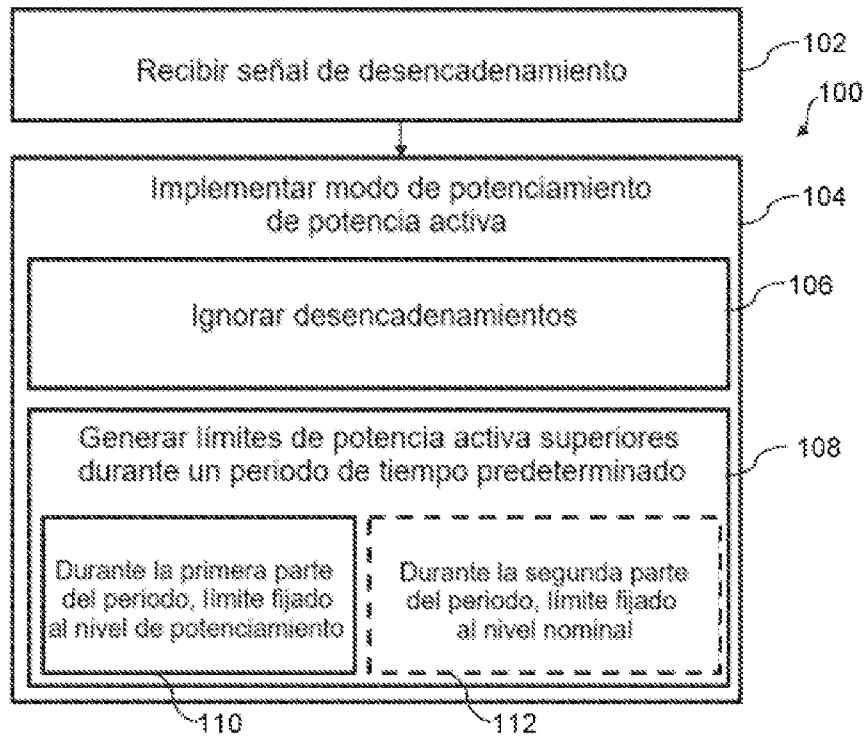 Recibir señal de desencadenamiento
102
100
Implementar modo de potenciamiento
de potencia activa
104
Ignorar desencadenamientos
106
Generar límites de potencia activa superiores
durante un periodo de tiempo predeterminado
108
Durante la primera parte
del periodo, límite fijado
al nivel de potenciamiento
Durante la segunda parte
del periodo, límite fijado
al nivel nominal
110
112